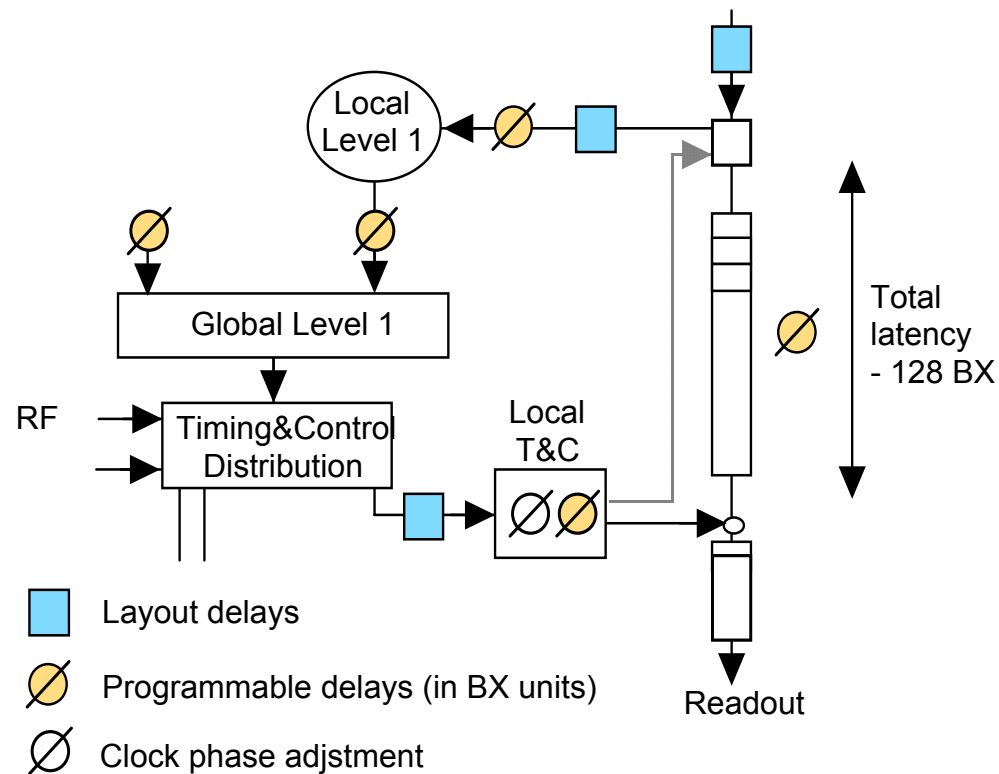 Local
Level 1
Global Level 1
Total
latency
- 128 BX
RF
Timing&Control
Distribution
Local
T&C
Layout delays
Programmable delays (in BX units)
Readout
Clock phase adjstment